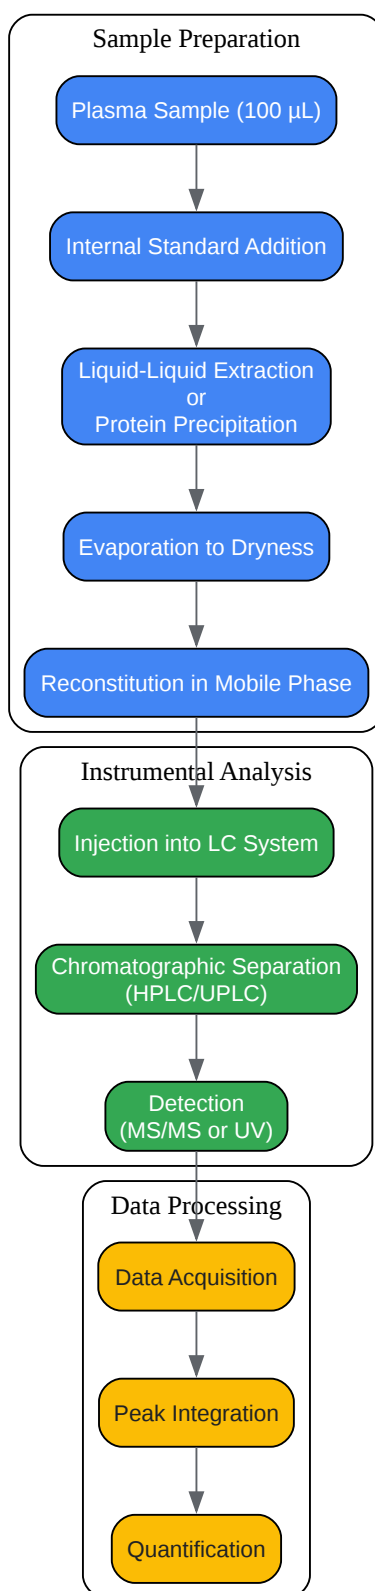 Sample Preparation
Plasma Sample (100 µL)
Internal Standard Addition
Liquid-Liquid Extraction
or
Protein Precipitation
Evaporation to Dryness
Reconstitution in Mobile Phase
Instrumental Analysis
Injection into LC System
Chromatographic Separation
(HPLC/UPLC)
Detection
(MS/MS or UV)
Data Processing
Data Acquisition
Peak Integration
Quantification